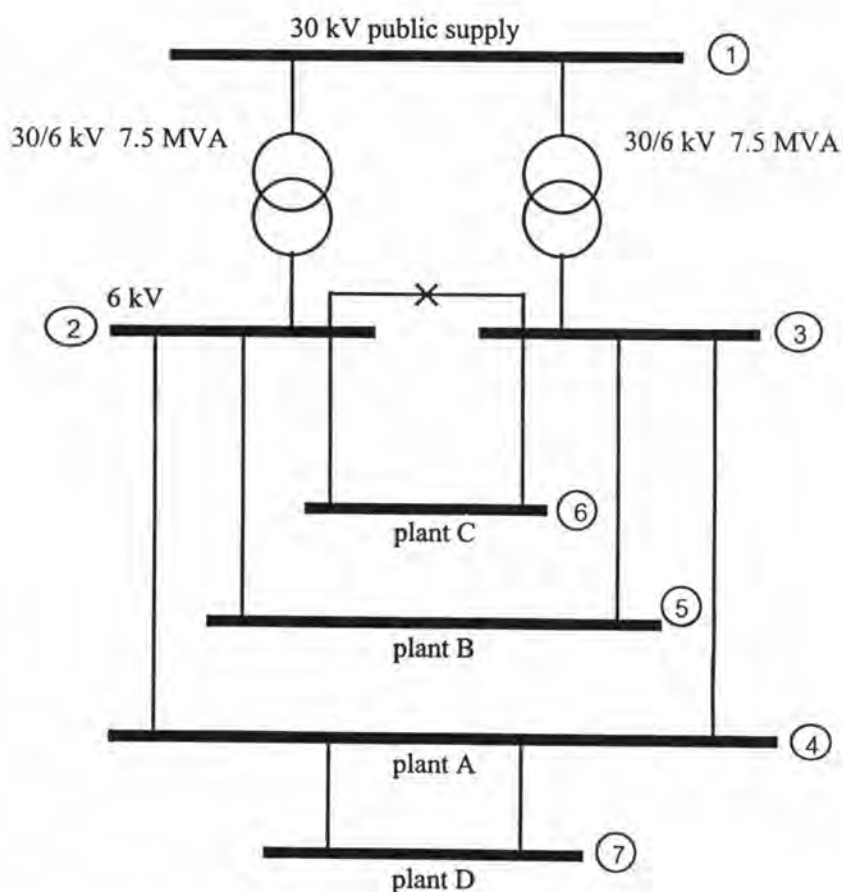 30 kV public supply
1
30/6 kV 7.5 MVA
30/6 kV 7.5 MVA
6 kV
2
3
6
plant C
5
plant B
4
plant A
7
plant D